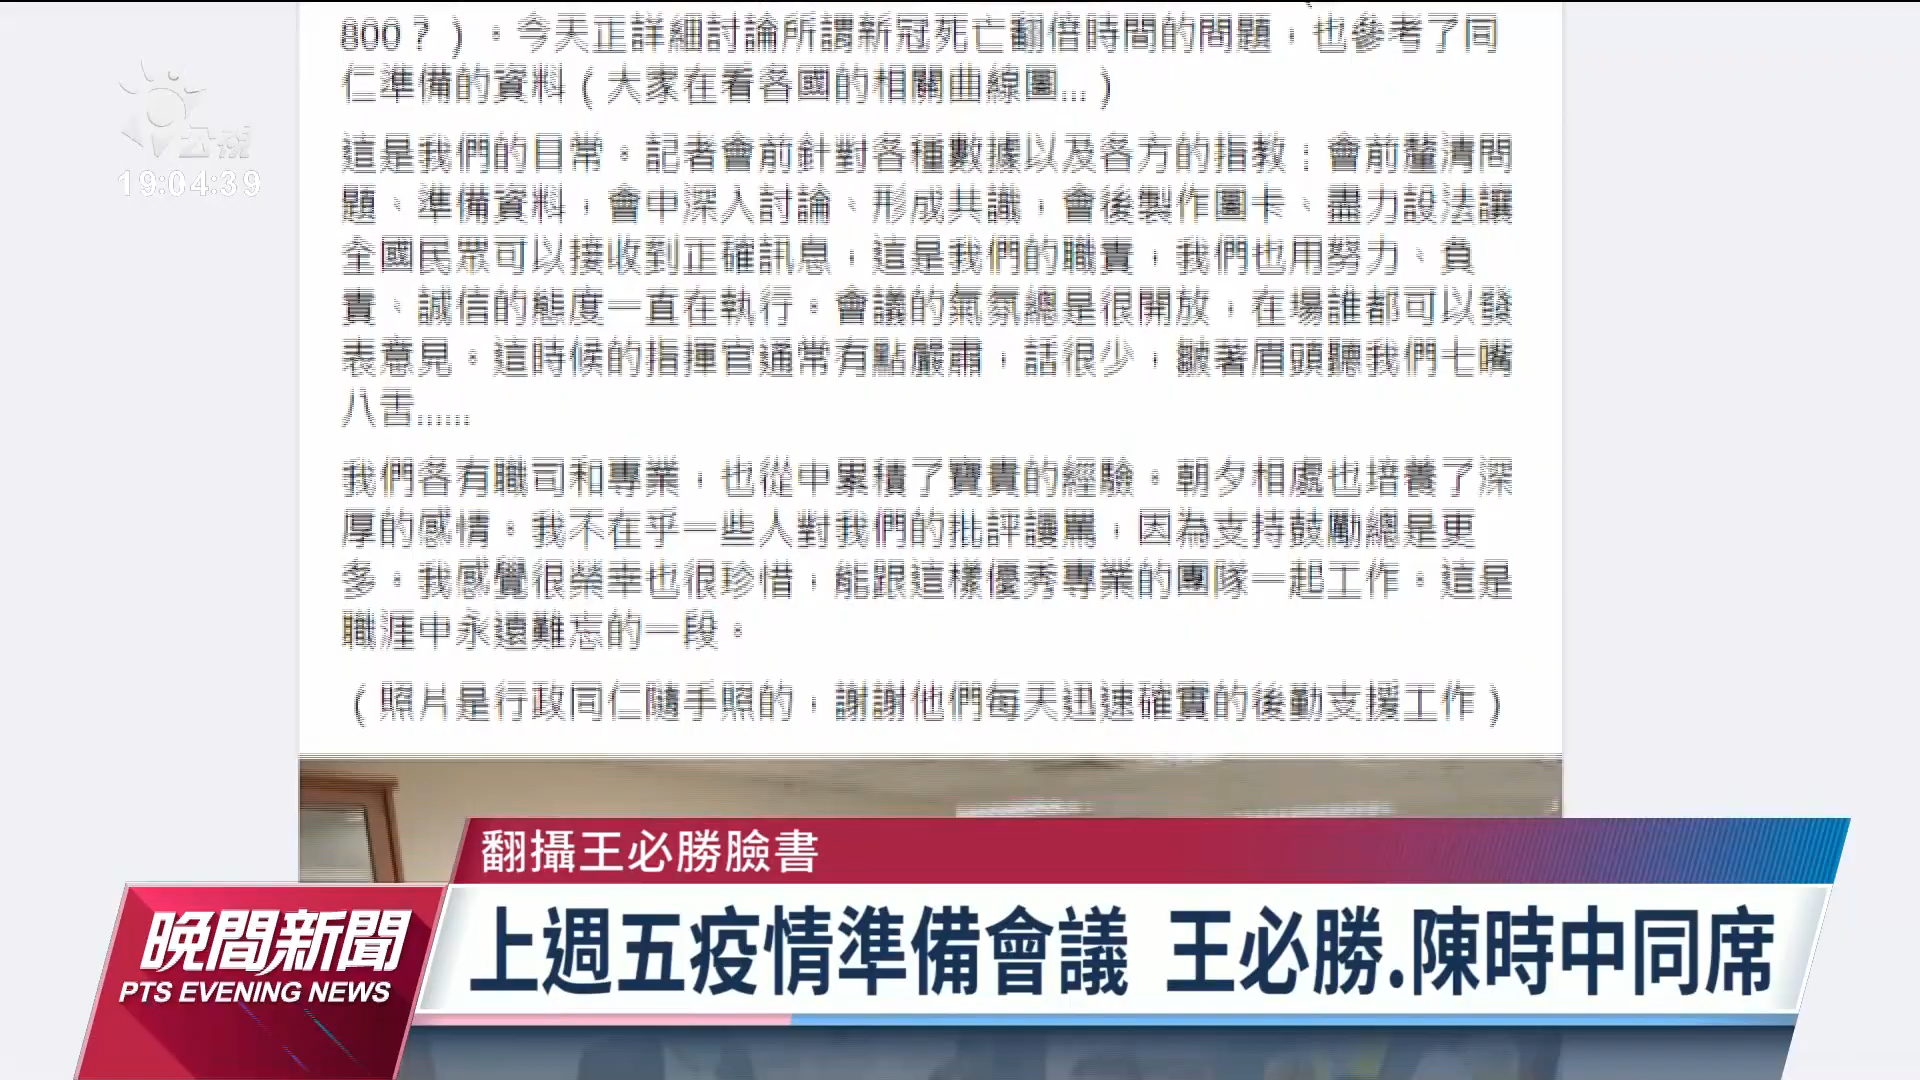 800？）。今天正詳細討論所謂新冠死亡翻倍時間的問題，也參考了同
仁準備的資料（大家在看各國的相關曲線圖...）
公視
19:04:39
這是我們的日常。記者會前針對各種數據以及各方的指教；會前釐清問
題、準備資料，會中深入討論、形成共識，會後製作圖卡、盡力設法讓
全國民眾可以接收到正確訊息，這是我們的職責，我們也用努力、負
責、誠信的態度一直在執行。會議的氣氛總是很開放，在場誰都可以發
表意見。這時候的指揮官通常有點嚴肅，話很少，皺著眉頭聽我們七嘴
八舌......
我們各有職司和專業，也從中累積了寶貴的經驗。朝夕相處也培養了深
厚的感情。我不在乎一些人對我們的批評謾罵，因為支持鼓勵總是更
多。我感覺很榮幸也很珍惜，能跟這樣優秀專業的團隊一起工作。這是
職涯中永遠難忘的一段。
（照片是行政同仁隨手照的，謝謝他們每天迅速確實的後勤支援工作）
翻攝王必勝臉書
晚間新聞
PTS EVENING NEWS
上週五疫情準備會議 王必勝.陳時中同席